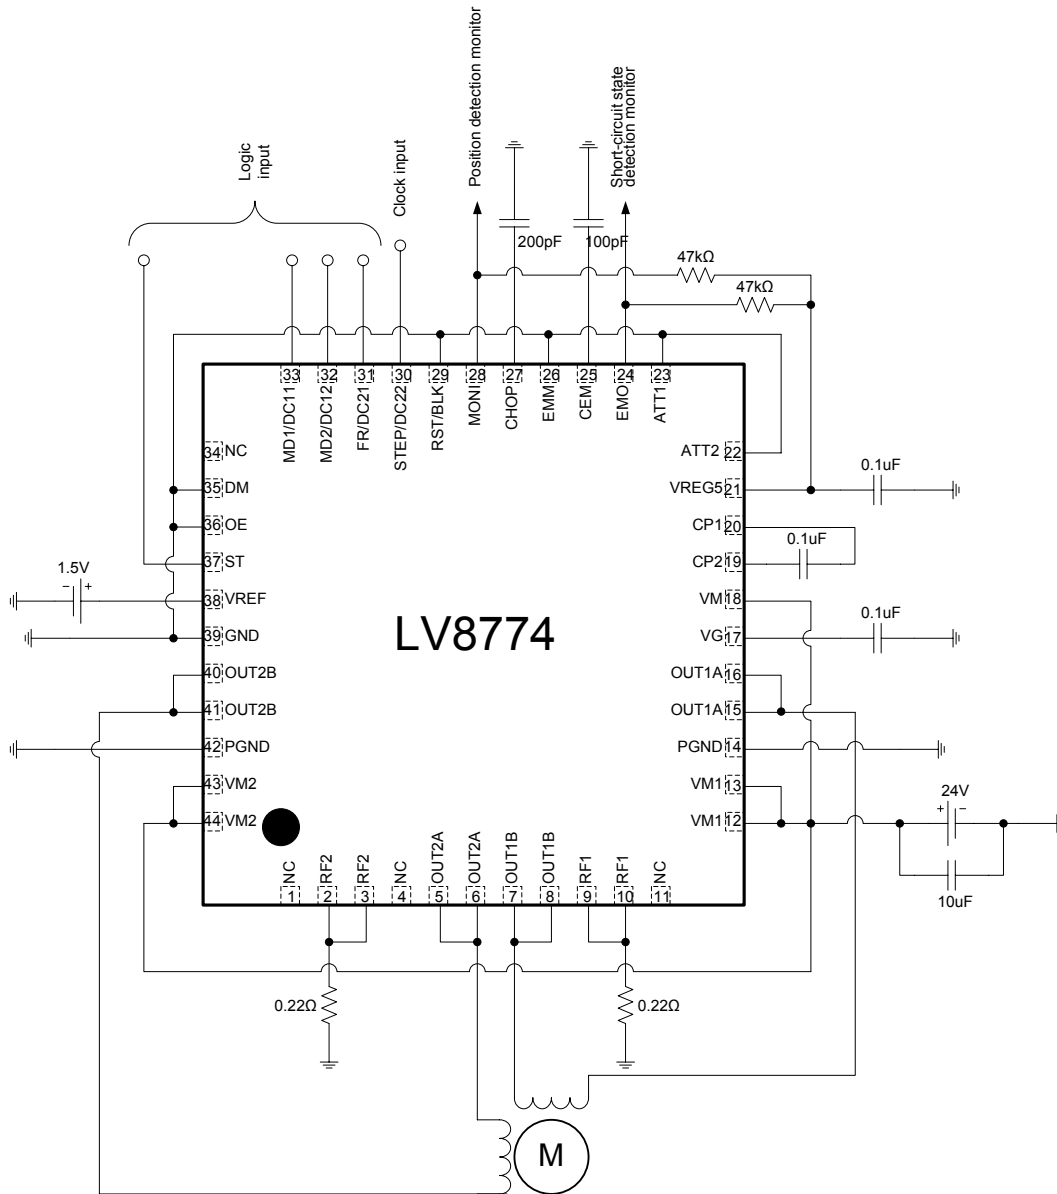 Position detection monitor
Short-circuit state
detection monitor
Logic
input
Clock input
200pF
100pF
47kΩ
47kΩ
33 MD1/DC11
32 MD2/DC12
31 FR/DC21
30 STEP/DC22
29 RST/BLK
28 MONI
27 CHOP
26 EMM
25 CEM
24 EMO
23 ATT1
34 NC
35 DM
36 OE
37 ST
1.5V
− +
38 VREF
39 GND
40 OUT2B
41 OUT2B
42 PGND
43 VM2
44 VM2
LV8774
ATT2 22
VREG5 21
0.1uF
CP1 20
0.1uF
CP2 19
VM 18
0.1uF
VG 17
OUT1A 16
OUT1A 15
PGND 14
VM1 13
24V
+ −
VM1 12
10uF
1 NC
2 RF2
3 RF2
4 NC
5 OUT2A
6 OUT2A
7 OUT1B
8 OUT1B
9 RF1
10 RF1
11 NC
0.22Ω
0.22Ω
M